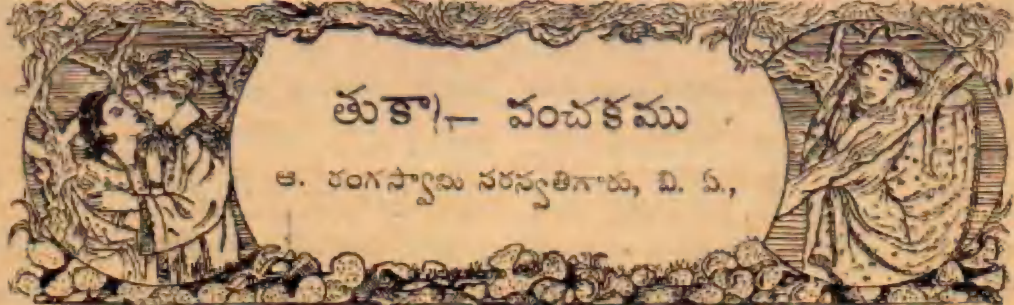 తుకా!— పంచకము
ఆ. రంగస్వామి సరస్వతిగారు, బి. ఏ.,